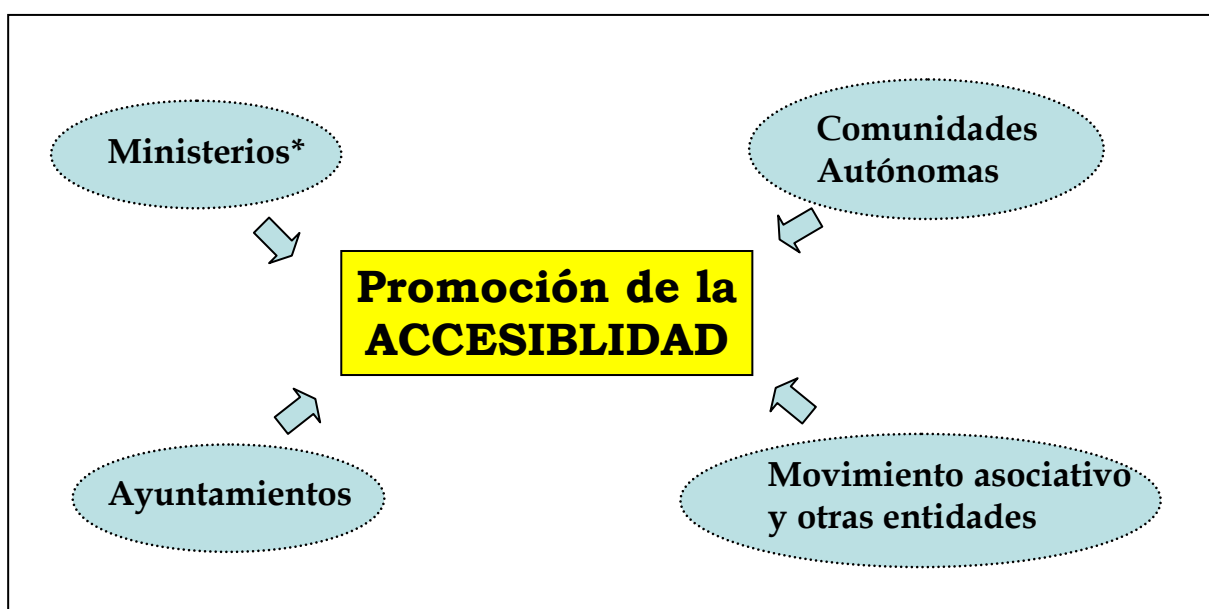 Ministerios*
Comunidades
Autónomas
Promoción de la
ACCESIBLIDAD
Ayuntamientos
Movimiento asociativo
y otras entidades